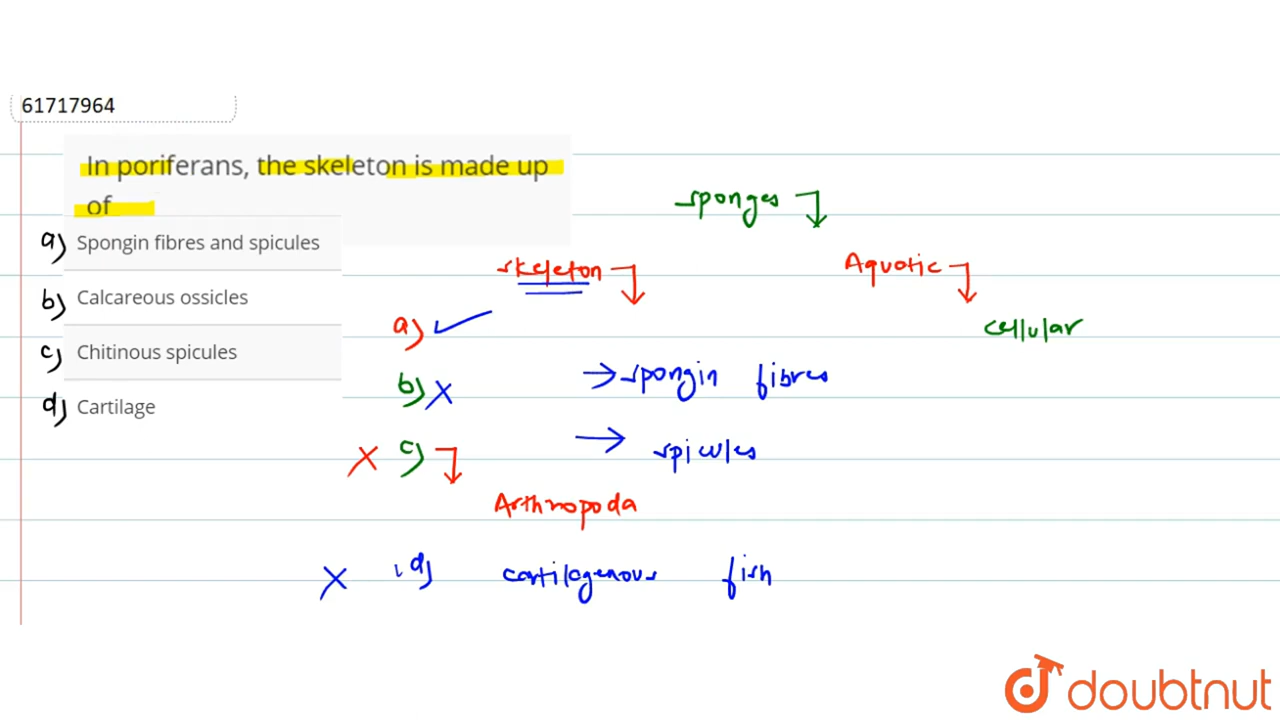 61717964
In poriferans, the skeleton is made up
of
a) Spongin fibres and spicules
b) Calcareous ossicles
c) Chitinous spicules
d) Cartilage
sponges
skeleton
Aquatic
cellular
a)
b) x
→ spongin fibres
x c)
→ spicules
Arthropoda
x d) cartilagenous fish
doubtnut